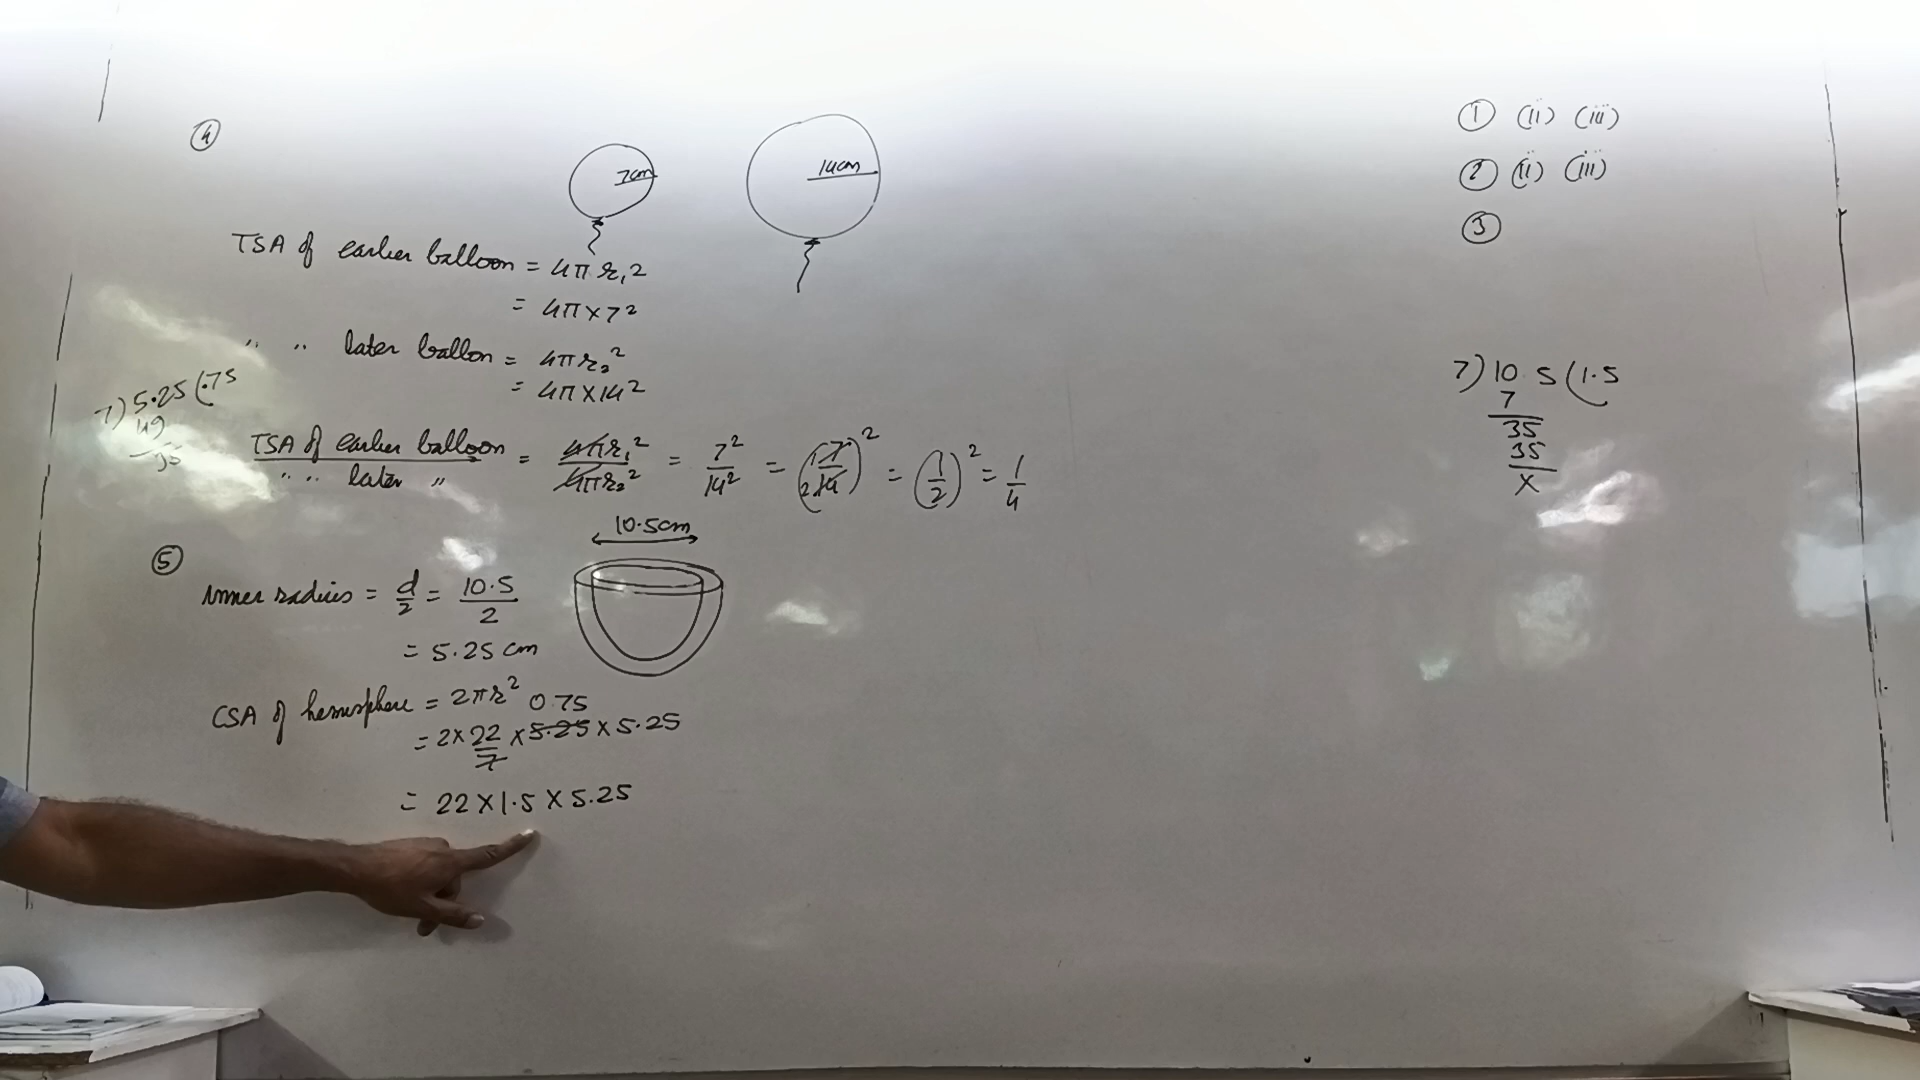 4
7cm
14cm
TSA of earlier balloon = 4πr₁²
= 4π×7²
" " later ballon = 4πr₂²
= 4π×14²
7)5.25(.75
49
35
TSA of earlier balloon / " " later " = 4πr₁²/4πr₂² = 7²/14² = (1 7/2 14)² = (1/2)² = 1/4
5
10.5cm
inner radius = d/2 = 10.5/2
= 5.25 cm
CSA of hemisphere = 2πr²
0.75
= 2×22/7×5.25×5.25
= 22×1.5×5.25
1 (ii) (iii)
2 (ii) (iii)
3
7)10.5(1.5
7
35
35
x